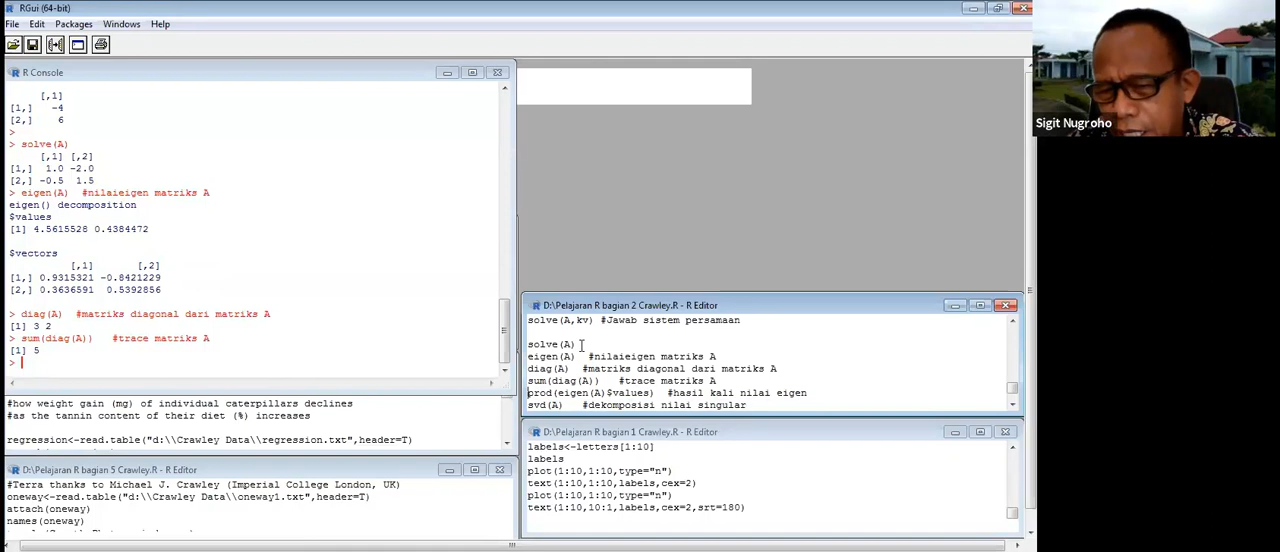 RGui (64-bit)
File Edit Packages Windows Help
R Console
[,1]
[1,] -4
[2,] 6
>
> solve(A)
[,1] [,2]
[1,] 1.0 -2.0
[2,] -0.5 1.5
> eigen(A) #nilaieigen matriks A
eigen() decomposition
$values
[1] 4.5615528 0.4384472
$vectors
[,1] [,2]
[1,] 0.9315321 -0.8421229
[2,] 0.3636591 0.5392856
> diag(A) #matriks diagonal dari matriks A
[1] 3 2
> sum(diag(A)) #trace matriks A
[1] 5
>
#how weight gain (mg) of individual caterpillars declines
#as the tannin content of their diet (%) increases
regression<-read.table("d:\\Crawley Data\\regression.txt",header=T)
D:\Pelajaran R bagian 5 Crawley.R - R Editor
#Terra thanks to Michael J. Crawley (Imperial College London, UK)
oneway<-read.table("d:\\Crawley Data\\oneway1.txt",header=T)
attach(oneway)
names(oneway)
D:\Pelajaran R bagian 2 Crawley.R - R Editor
solve(A,kv) #Jawab sistem persamaan
solve(A)
eigen(A) #nilaieigen matriks A
diag(A) #matriks diagonal dari matriks A
sum(diag(A)) #trace matriks A
prod(eigen(A)$values) #hasil kali nilai eigen
svd(A) #dekomposisi nilai singular
D:\Pelajaran R bagian 1 Crawley.R - R Editor
labels<-letters[1:10]
labels
plot(1:10,1:10,type="n")
text(1:10,1:10,labels,cex=2)
plot(1:10,1:10,type="n")
text(1:10,10:1,labels,cex=2,srt=180)
Sigit Nugroho